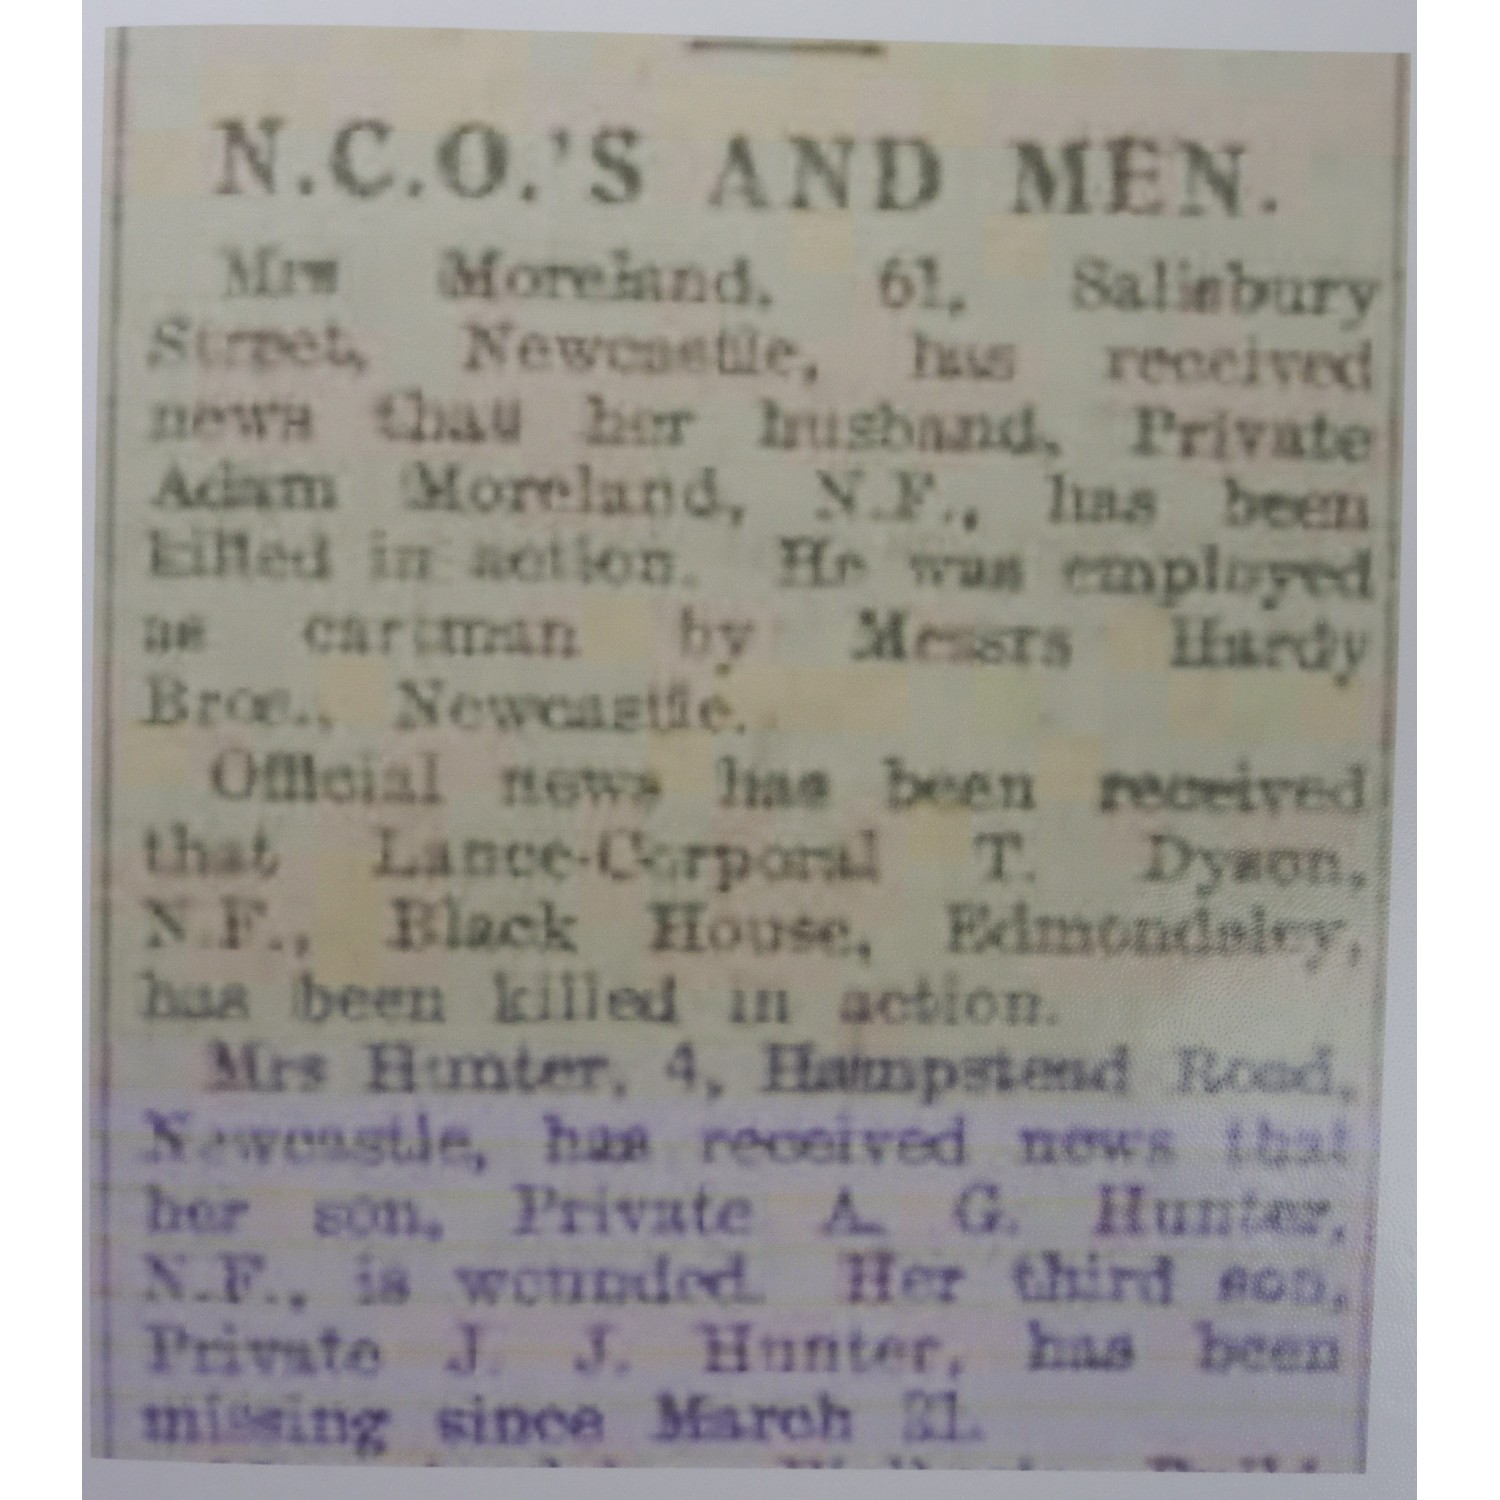 N.C.O.'S AND MEN.
Mrs Moreland, 61, Salisbury
Street, Newcastle, has received
news that her husband, Private
Adam Moreland, N.F., has been
killed in action. He was employed
as cartman by Messrs Hardy
Bros., Newcastle.
Official news has been received
that Lance-Corporal T. Dyson,
N.F., Black House, Edmondsley,
has been killed in action.
Mrs Hunter, 4, Hampstead Road,
Newcastle, has received news that
her son, Private A. G. Hunter,
N.F., is wounded. Her third son,
Private J. J. Hunter, has been
missing since March 21.